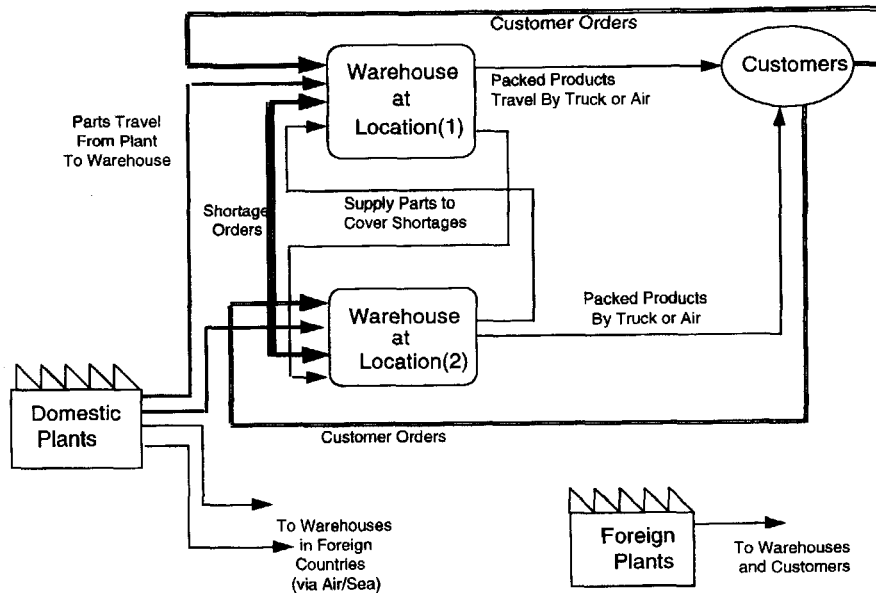 Customer Orders
Warehouse
at
Location(1)
Packed Products
Travel By Truck or Air
Customers
Parts Travel
From Plant
To Warehouse
Shortage
Orders
Supply Parts to
Cover Shortages
Warehouse
at
Location(2)
Packed Products
By Truck or Air
Domestic
Plants
Customer Orders
To Warehouses
in Foreign
Countries
(via Air/Sea)
Foreign
Plants
To Warehouses
and Customers